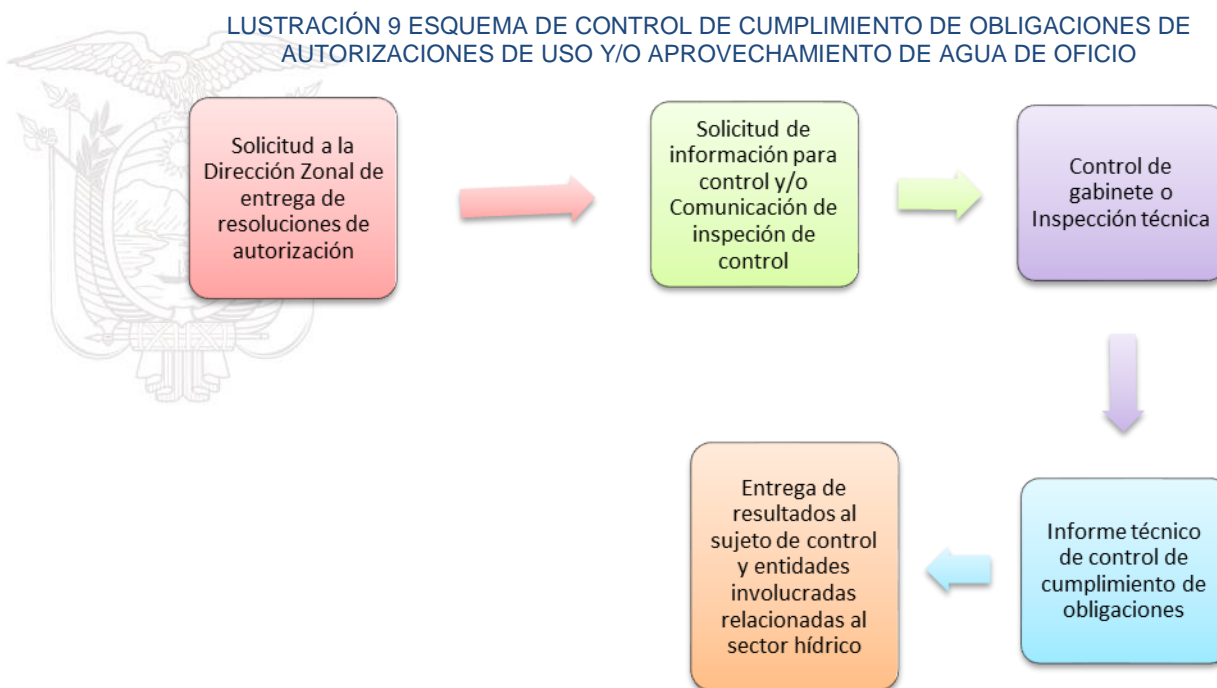 LUSTRACIÓN 9 ESQUEMA DE CONTROL DE CUMPLIMIENTO DE OBLIGACIONES DE
AUTORIZACIONES DE USO Y/O APROVECHAMIENTO DE AGUA DE OFICIO
Solicitud a la
Dirección Zonal de
entrega de
resoluciones de
autorización
Solicitud de
información para
control y/o
Comunicación de
inspeción de
control
Control de
gabinete o
Inspección técnica
Informe técnico
de control de
cumplimiento de
obligaciones
Entrega de
resultados al
sujeto de control
y entidades
involucradas
relacionadas al
sector hídrico